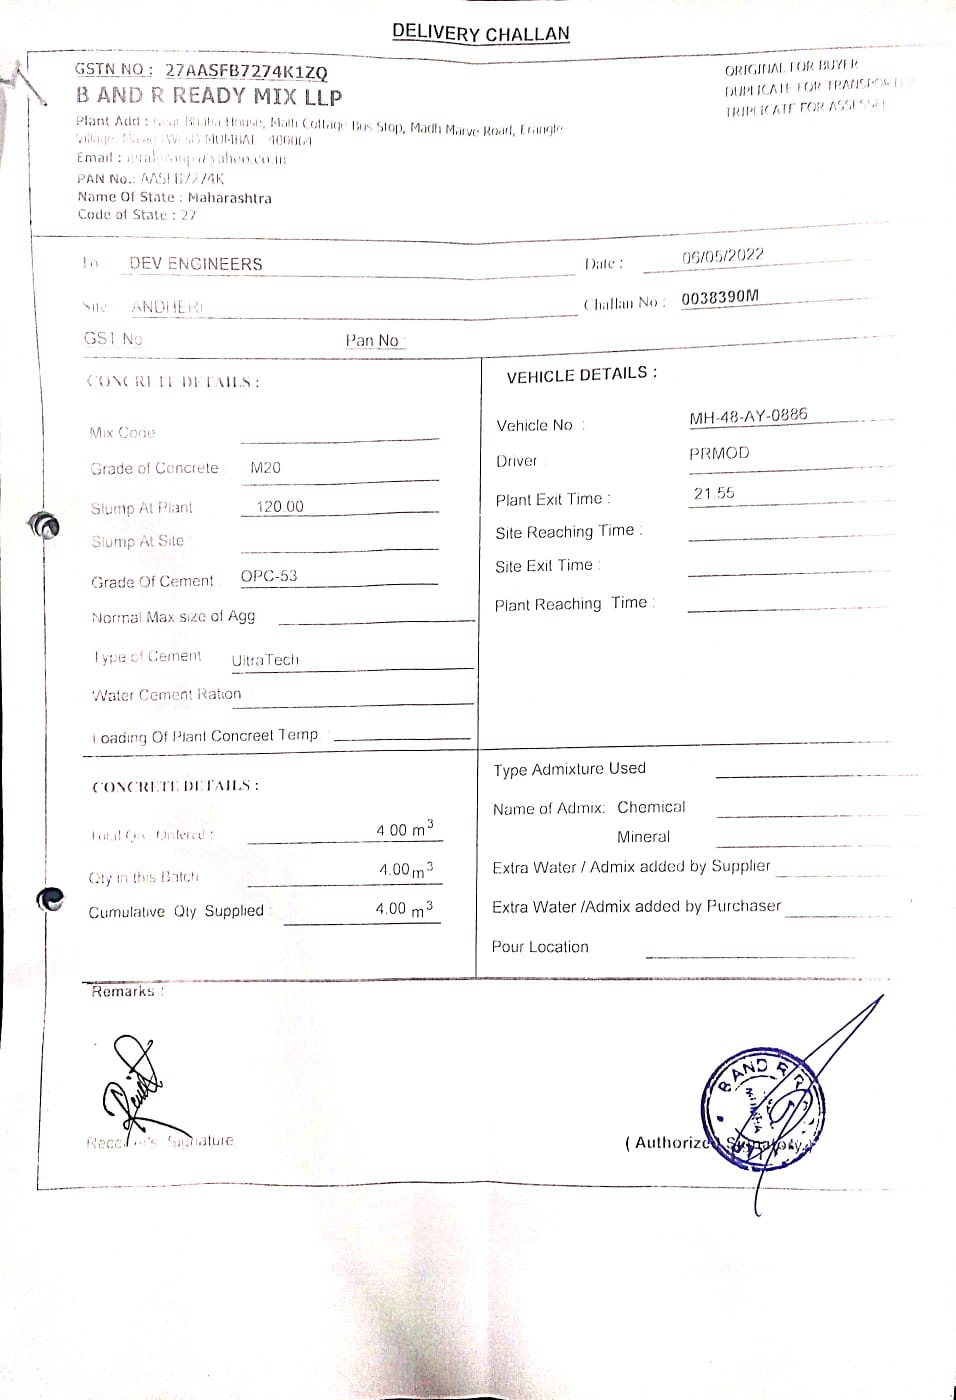 DELIVERY CHALLAN
GSTN NO : 27AASFB7274K1ZQ
ORIGINAL FOR BUYER
B AND R READY MIX LLP
DUPLICATE FOR TRANSPORTER
TRIPLICATE FOR ASSESSEE
Plant Add : House, Math Cottage Bus Stop, Madh Marve Road, Erangle
Village, (West) MUMBAI 400064
Email : @yahoo.co.in
PAN No.: AASFB7274K
Name Of State : Maharashtra
Code of State : 27
To DEV ENGINEERS
Date : 06/05/2022
Site ANDHERI
Challan No : 0038390M
GST No Pan No :
CONCRETE DETAILS :
VEHICLE DETAILS :
Mix Code
Vehicle No : MH-48-AY-0886
Grade of Concrete M20
Driver PRMOD
Slump At Plant 120.00
Plant Exit Time : 21.55
Slump At Site
Site Reaching Time :
Grade Of Cement OPC-53
Site Exit Time :
Normal Max size of Agg
Plant Reaching Time :
Type of Cement UltraTech
Water Cement Ration
Loading Of Plant Concreet Temp :
CONCRETE DETAILS :
Type Admixture Used
Name of Admix: Chemical
Total Qty Ordered : 4.00 m³
Mineral
Qty in this Batch 4.00 m³
Extra Water / Admix added by Supplier
Cumulative Qty Supplied : 4.00 m³
Extra Water /Admix added by Purchaser
Pour Location
Remarks :
B AND R R
MUMBAI
Receiver's Signature
( Authorized Signatory